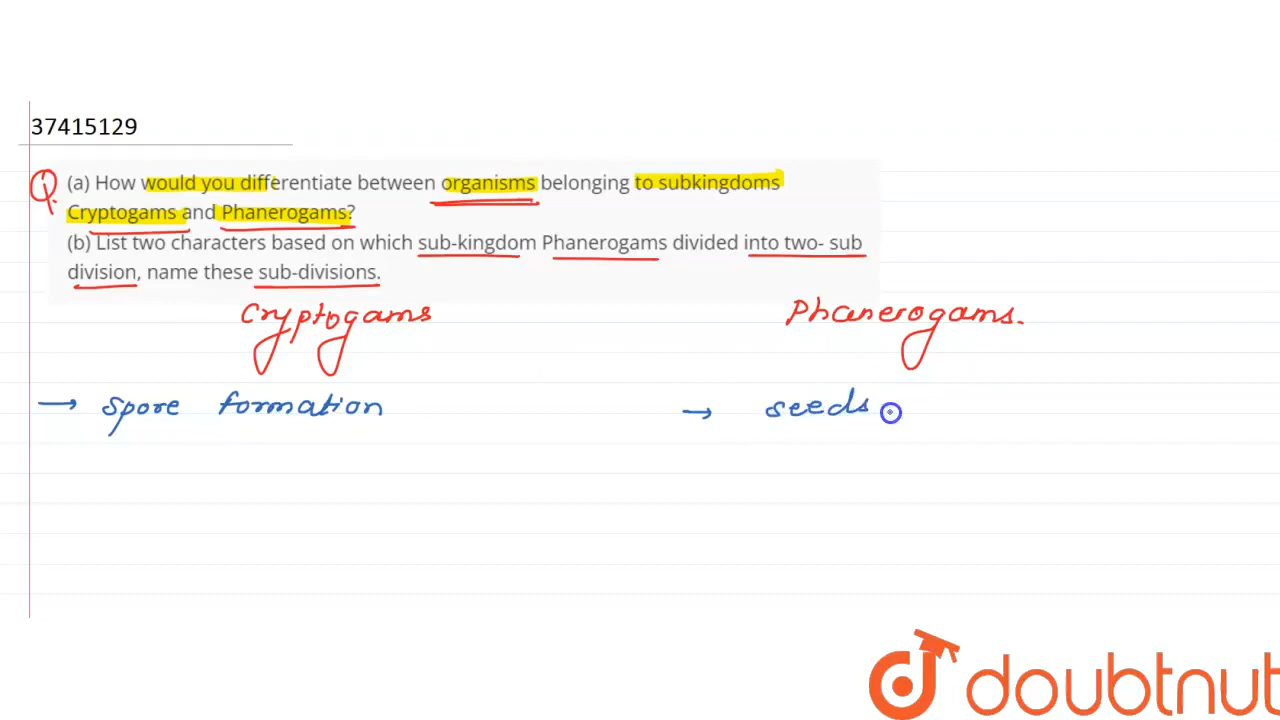 37415129
Q. (a) How would you differentiate between organisms belonging to subkingdoms
Cryptogams and Phanerogams?
(b) List two characters based on which sub-kingdom Phanerogams divided into two- sub
division, name these sub-divisions.
Cryptogams Phanerogams.
→ Spore formation → seeds
doubtnut